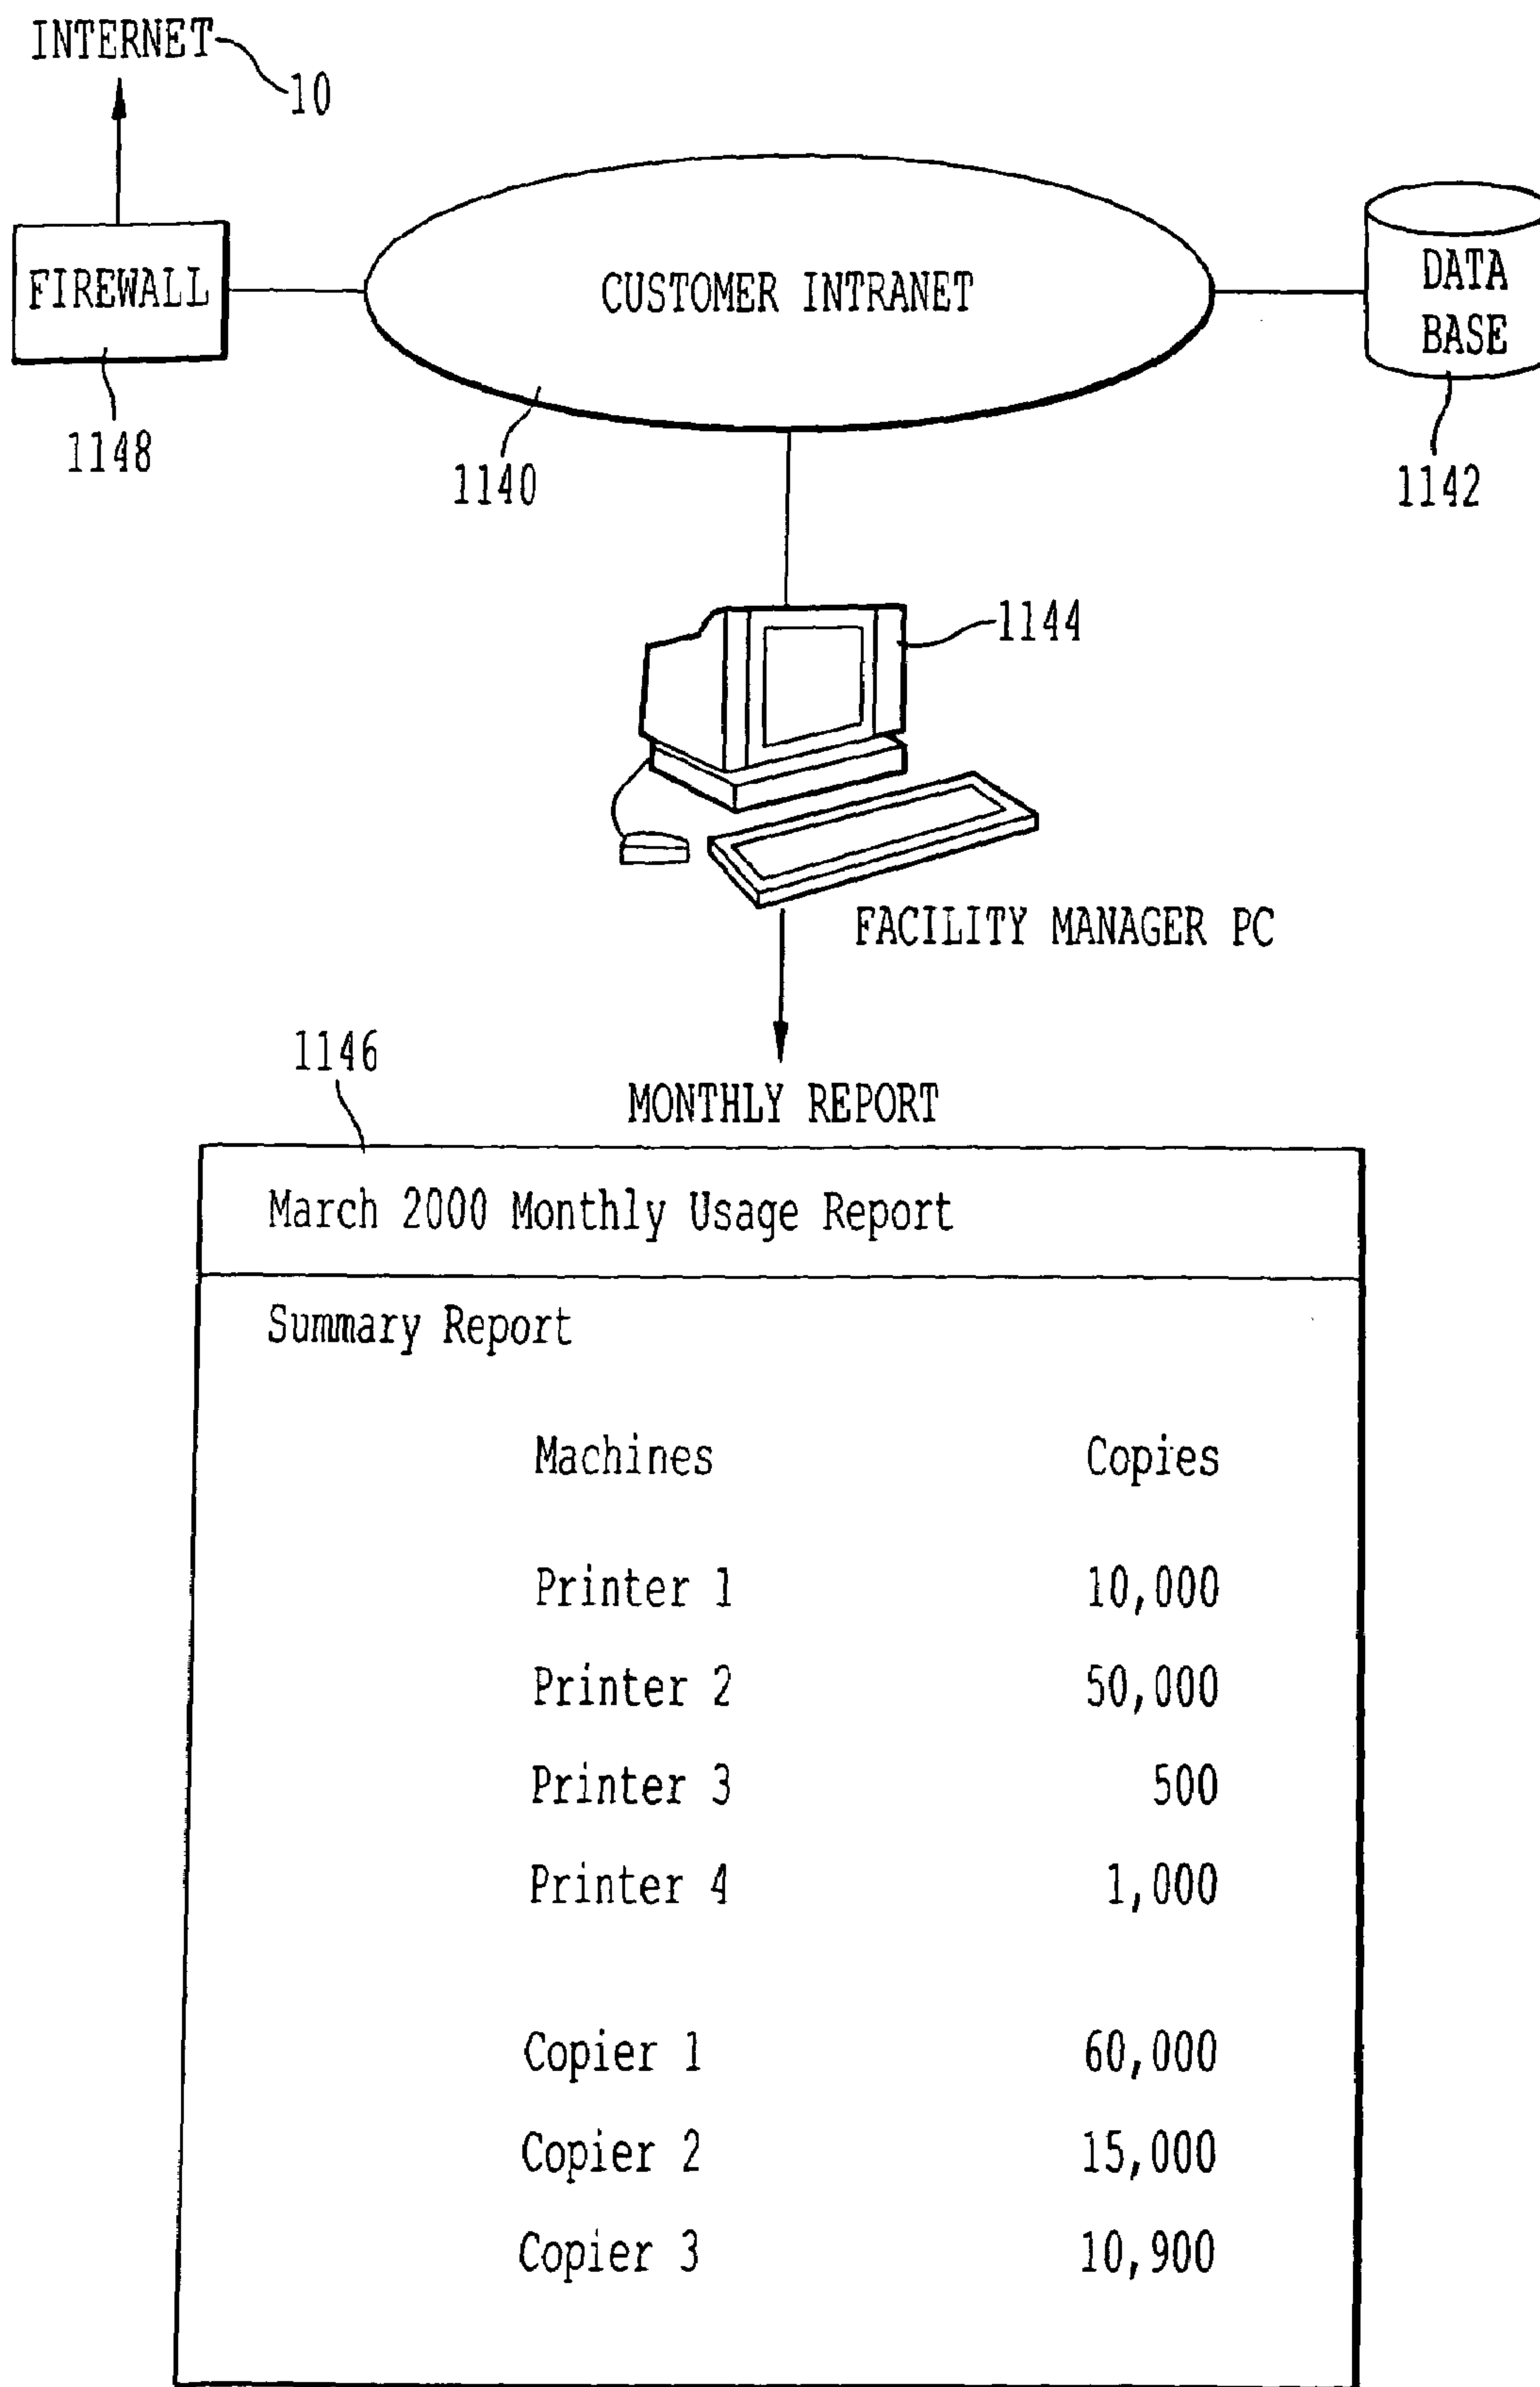 INTERNET
10
FIREWALL
CUSTOMER INTRANET
DATA
BASE
1148
1140
1142
1144
FACILITY MANAGER PC
1146
MONTHLY REPORT
March 2000 Monthly Usage Report
Summary Report
Machines Copies
Printer 1 10,000
Printer 2 50,000
Printer 3 500
Printer 4 1,000
Copier 1 60,000
Copier 2 15,000
Copier 3 10,900